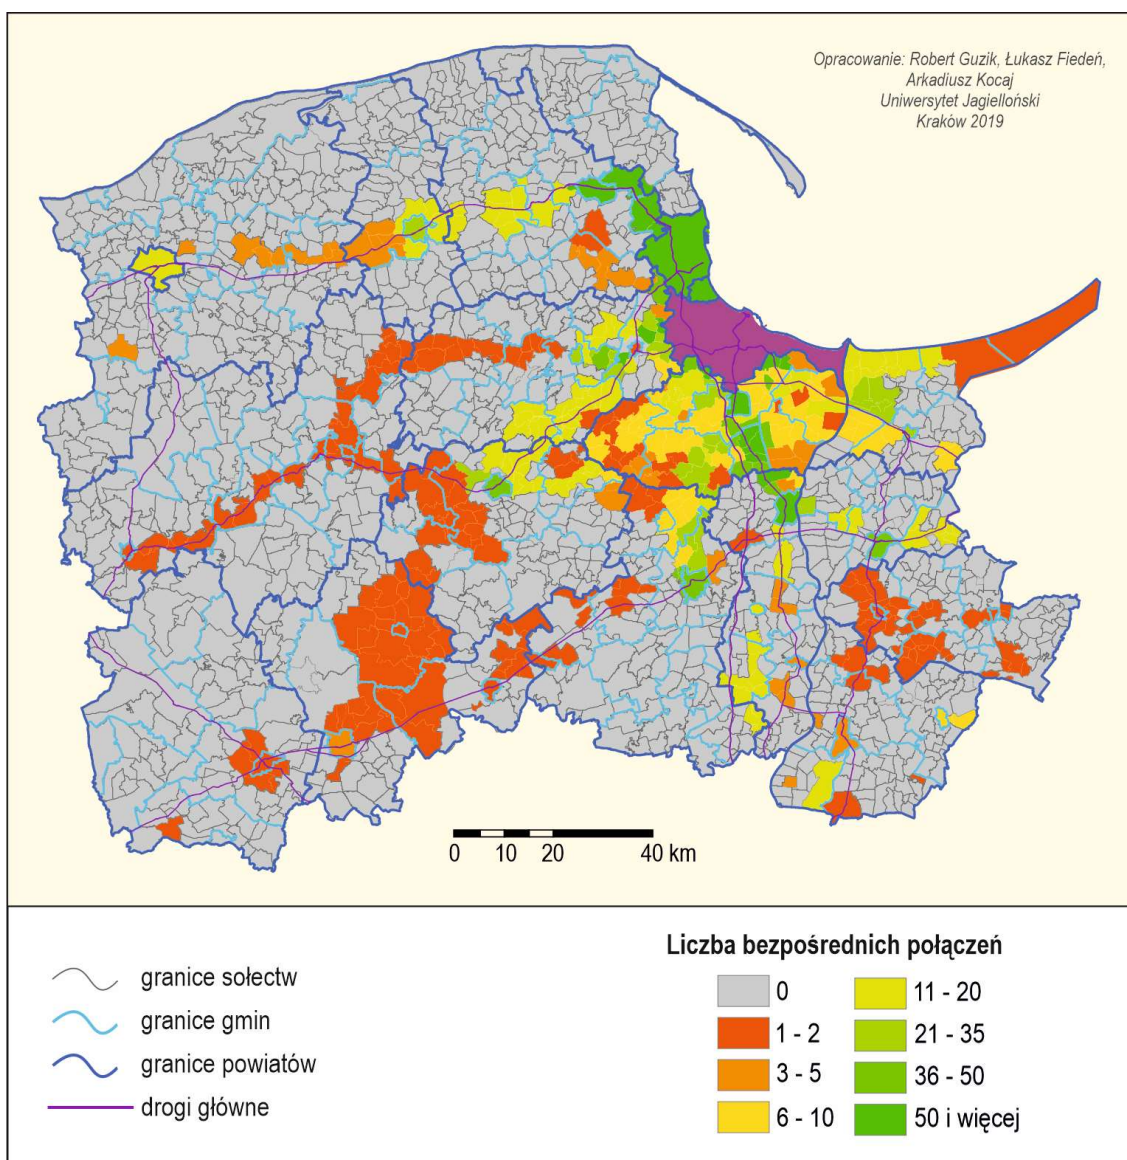 Opracowanie: Robert Guzik, Łukasz Fiedeń,
Arkadiusz Kocaj
Uniwersytet Jagielloński
Kraków 2019
0 10 20 40 km
granice sołectw
granice gmin
granice powiatów
drogi główne
Liczba bezpośrednich połączeń
0
1 - 2
3 - 5
6 - 10
11 - 20
21 - 35
36 - 50
50 i więcej